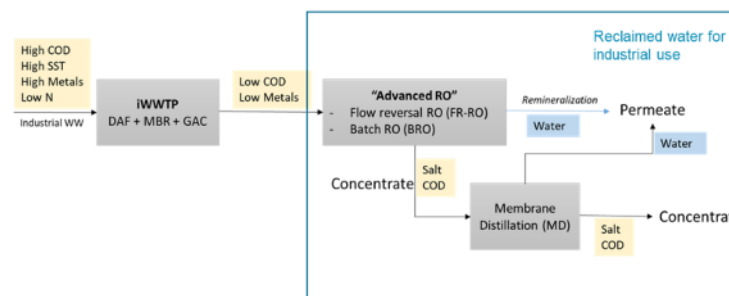 Reclaimed water for
industrial use
High COD
High SST
High Metals
Low N
Industrial WW
iWWTP
DAF + MBR + GAC
Low COD
Low Metals
“Advanced RO”
- Flow reversal RO (FR-RO)
- Batch RO (BRO)
Remineralization
Water
Permeate
Water
Concentrate
Salt
COD
Membrane
Distillation (MD)
Salt
COD
Concentrat